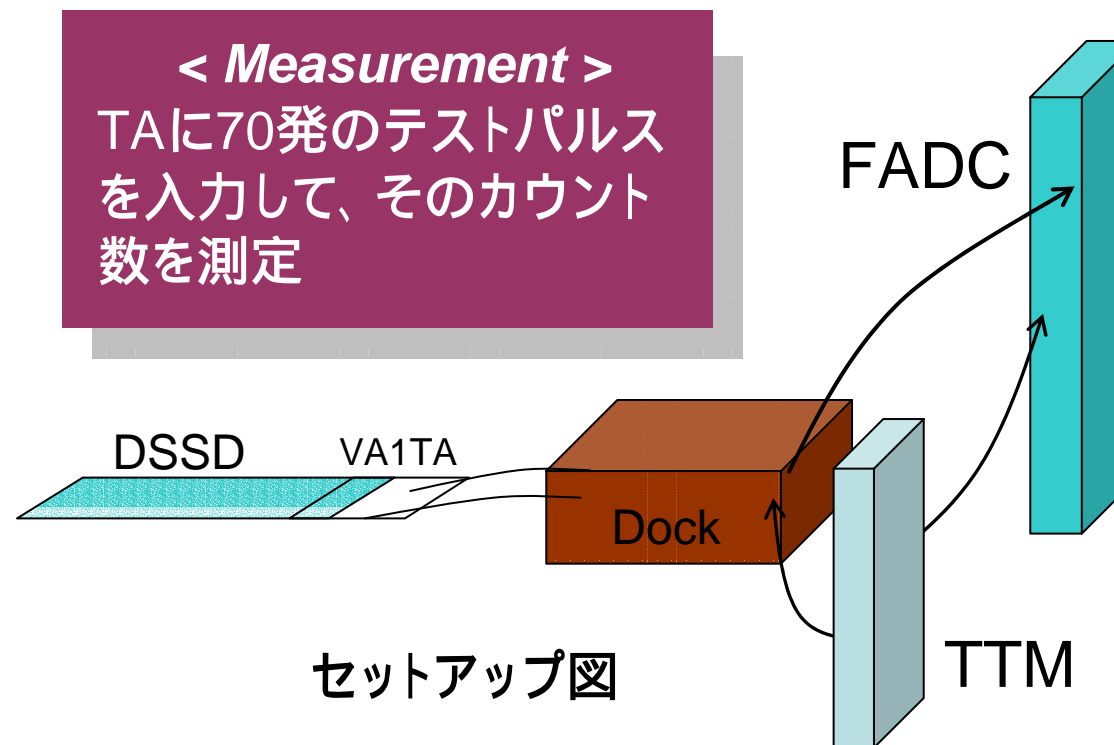 < Measurement >
TAに70発のテストパルス
を入力して、そのカウント
数を測定
FADC
DSSD
VA1TA
Dock
TTM
セットアップ図